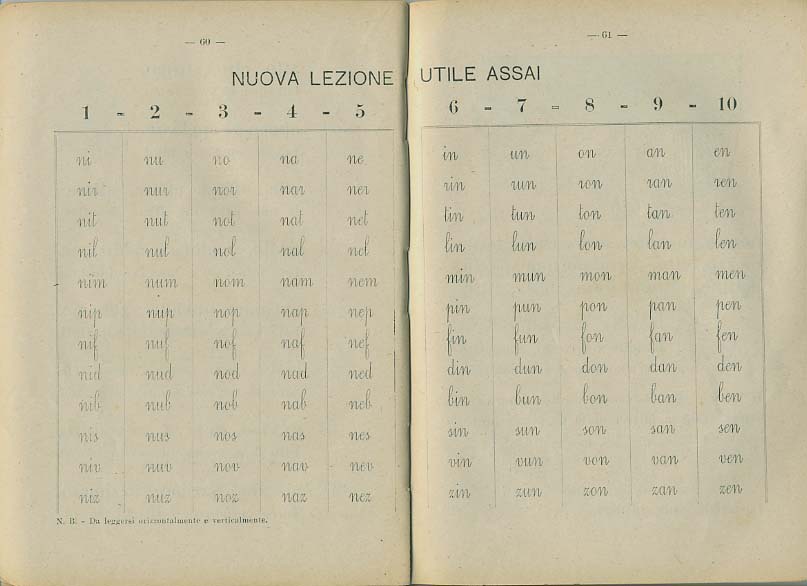 — 60 —
NUOVA LEZIONE
1 - 2 - 3 - 4 - 5
ni nu no na ne
nir nur nor nar ner
nit nut not nat net
nil nul nol nal nel
nim num nom nam nem
nip nup nop nap nep
nif nuf nof naf nef
nid nud nod nad ned
nib nub nob nab neb
nis nus nos nas nes
niv nuv nov nav nev
niz nuz noz naz nez
N. B. - Da leggersi orizzontalmente e verticalmente.
— 61 —
UTILE ASSAI
6 - 7 = 8 - 9 - 10
in un on an en
rin run ron ran ren
tin tun ton tan ten
lin lun lon lan len
min mun mon man men
pin pun pon pan pen
fin fun fon fan fen
din dun don dan den
bin bun bon ban ben
sin sun son san sen
vin vun von van ven
zin zun zon zan zen